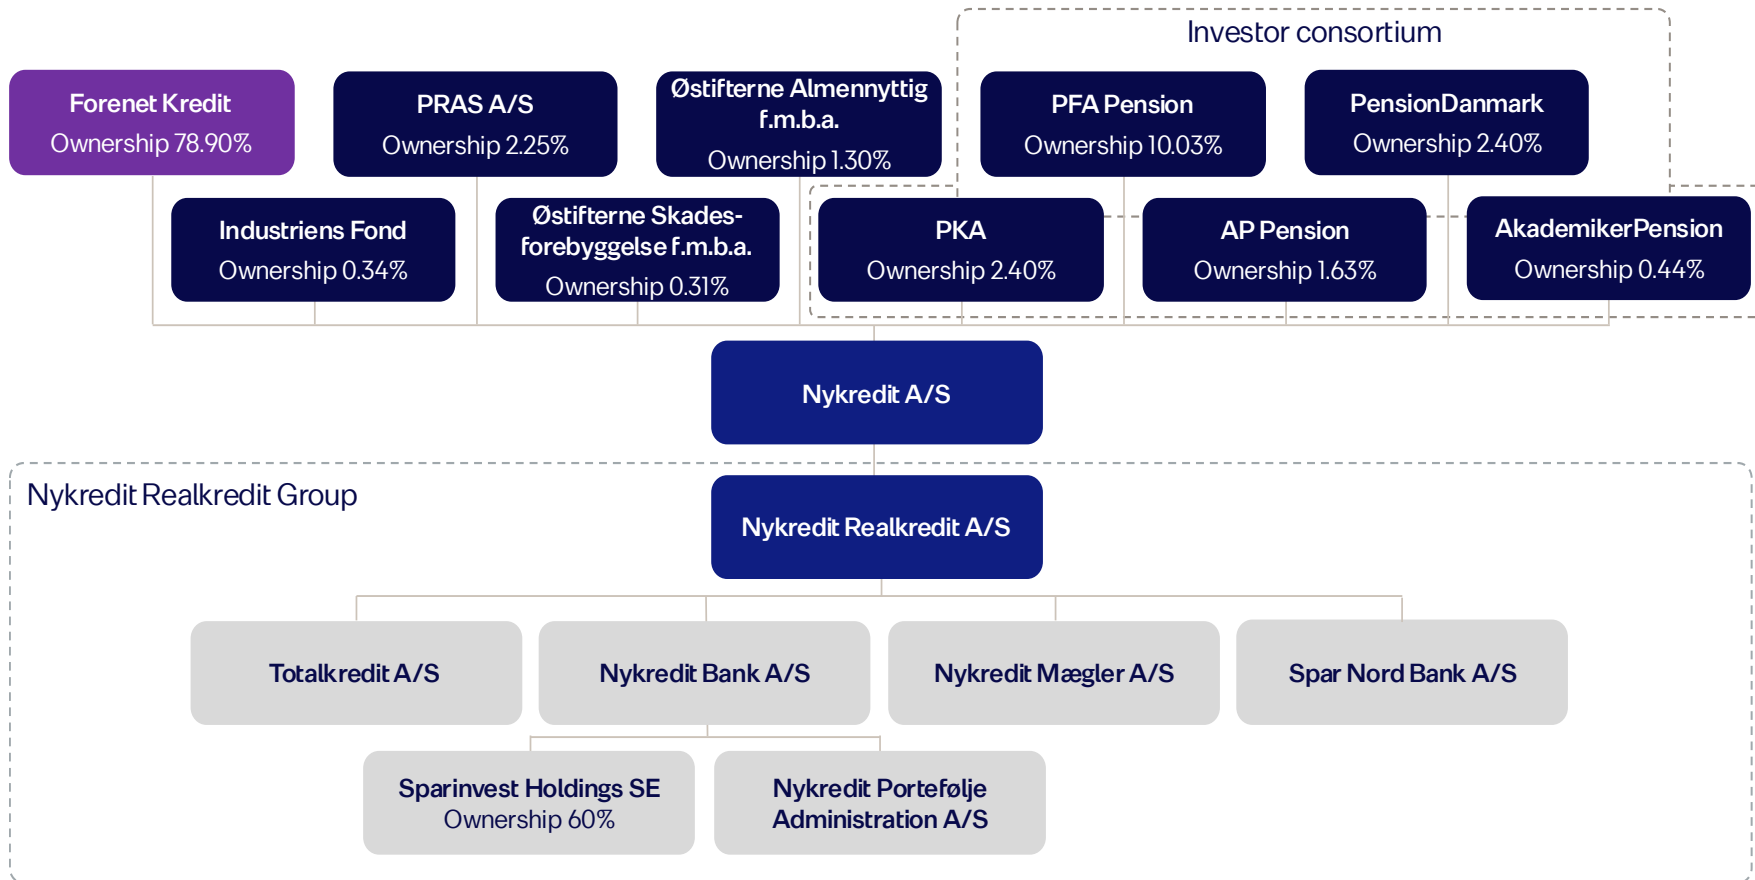 Investor consortium
Forenet Kredit
Ownership 78.90%
PRAS A/S
Ownership 2.25%
Østifterne Almennyttig
f.m.b.a.
Ownership 1.30%
PFA Pension
Ownership 10.03%
PensionDanmark
Ownership 2.40%
Industriens Fond
Ownership 0.34%
Østifterne Skades-
forebyggelse f.m.b.a.
Ownership 0.31%
PKA
Ownership 2.40%
AP Pension
Ownership 1.63%
AkademikerPension
Ownership 0.44%
Nykredit A/S
Nykredit Realkredit Group
Nykredit Realkredit A/S
Totalkredit A/S
Nykredit Bank A/S
Nykredit Mægler A/S
Spar Nord Bank A/S
Sparinvest Holdings SE
Ownership 60%
Nykredit Portefølje
Administration A/S